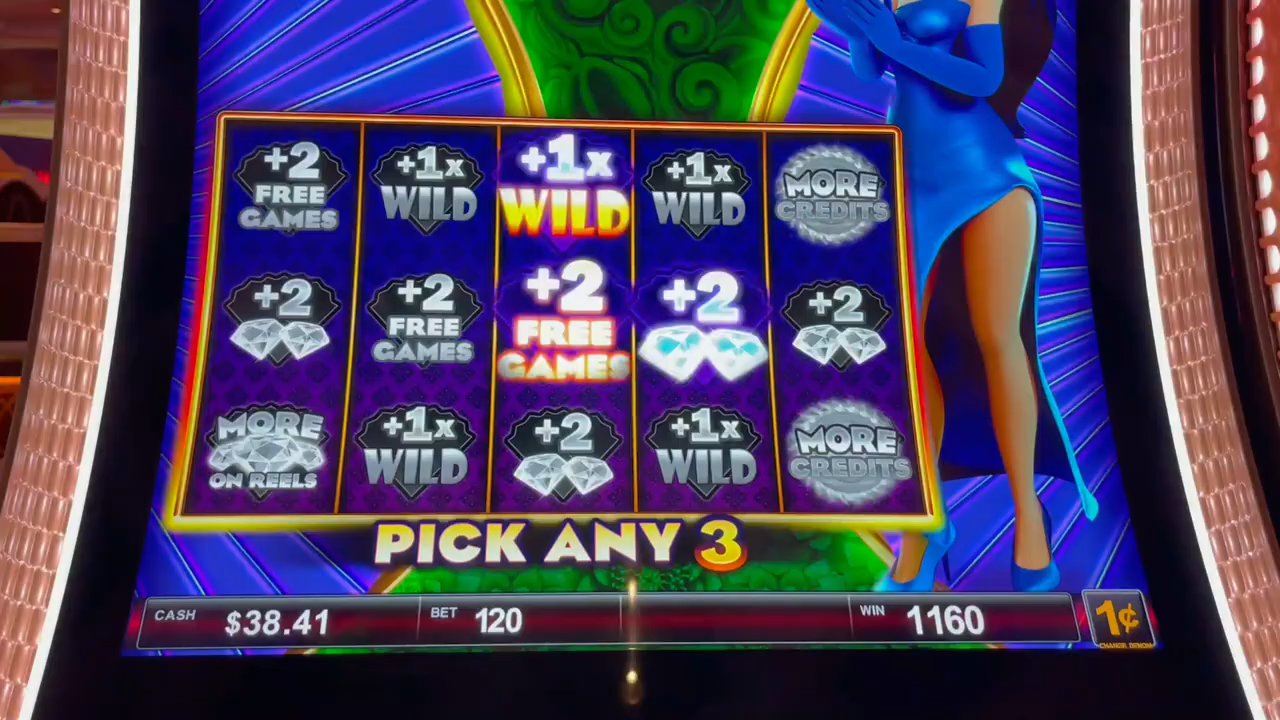 +2 FREE GAMES
+1x WILD
+1x WILD
+1x WILD
MORE CREDITS
+2
+2 FREE GAMES
+2 FREE GAMES
+2
+2
MORE ON REELS
+1x WILD
+2
+1x WILD
MORE CREDITS
PICK ANY 3
CASH $38.41 BET 120 WIN 1160 1¢
CHANGE DENOM